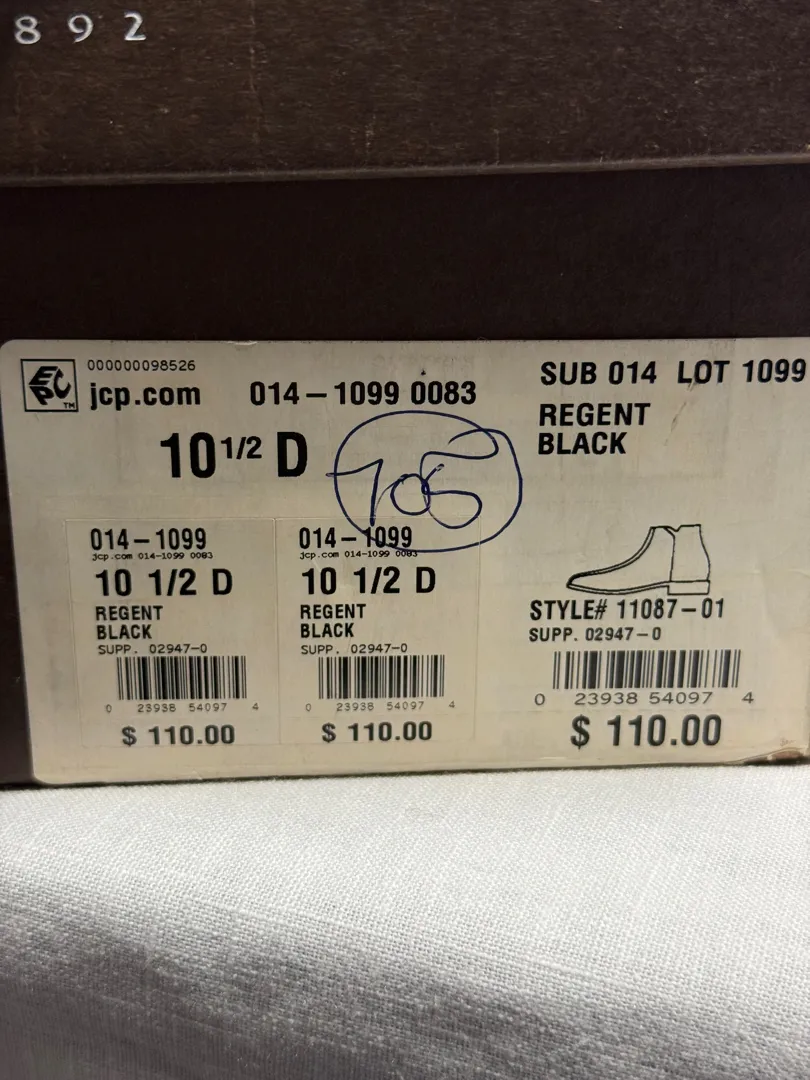 892
000000098526
jcp.com 014-1099 0083
SUB 014 LOT 1099
REGENT
BLACK
10 1/2 D
014-1099
jcp.com 014-1099 0083
10 1/2 D
REGENT
BLACK
SUPP. 02947-0
0 23938 54097 4
$ 110.00
014-1099
jcp.com 014-1099 0083
10 1/2 D
REGENT
BLACK
SUPP. 02947-0
0 23938 54097 4
$ 110.00
STYLE# 11087-01
SUPP. 02947-0
0 23938 54097 4
$ 110.00